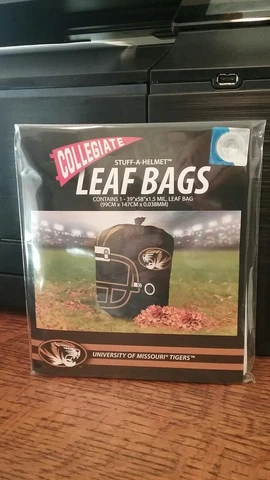 COLLEGIATE
STUFF-A-HELMET™
LEAF BAGS
CONTAINS 1 - 39"x58"x1.5 MIL. LEAF BAG
(99CM x 147CM x 0.038MM)
UNIVERSITY OF MISSOURI® TIGERS™